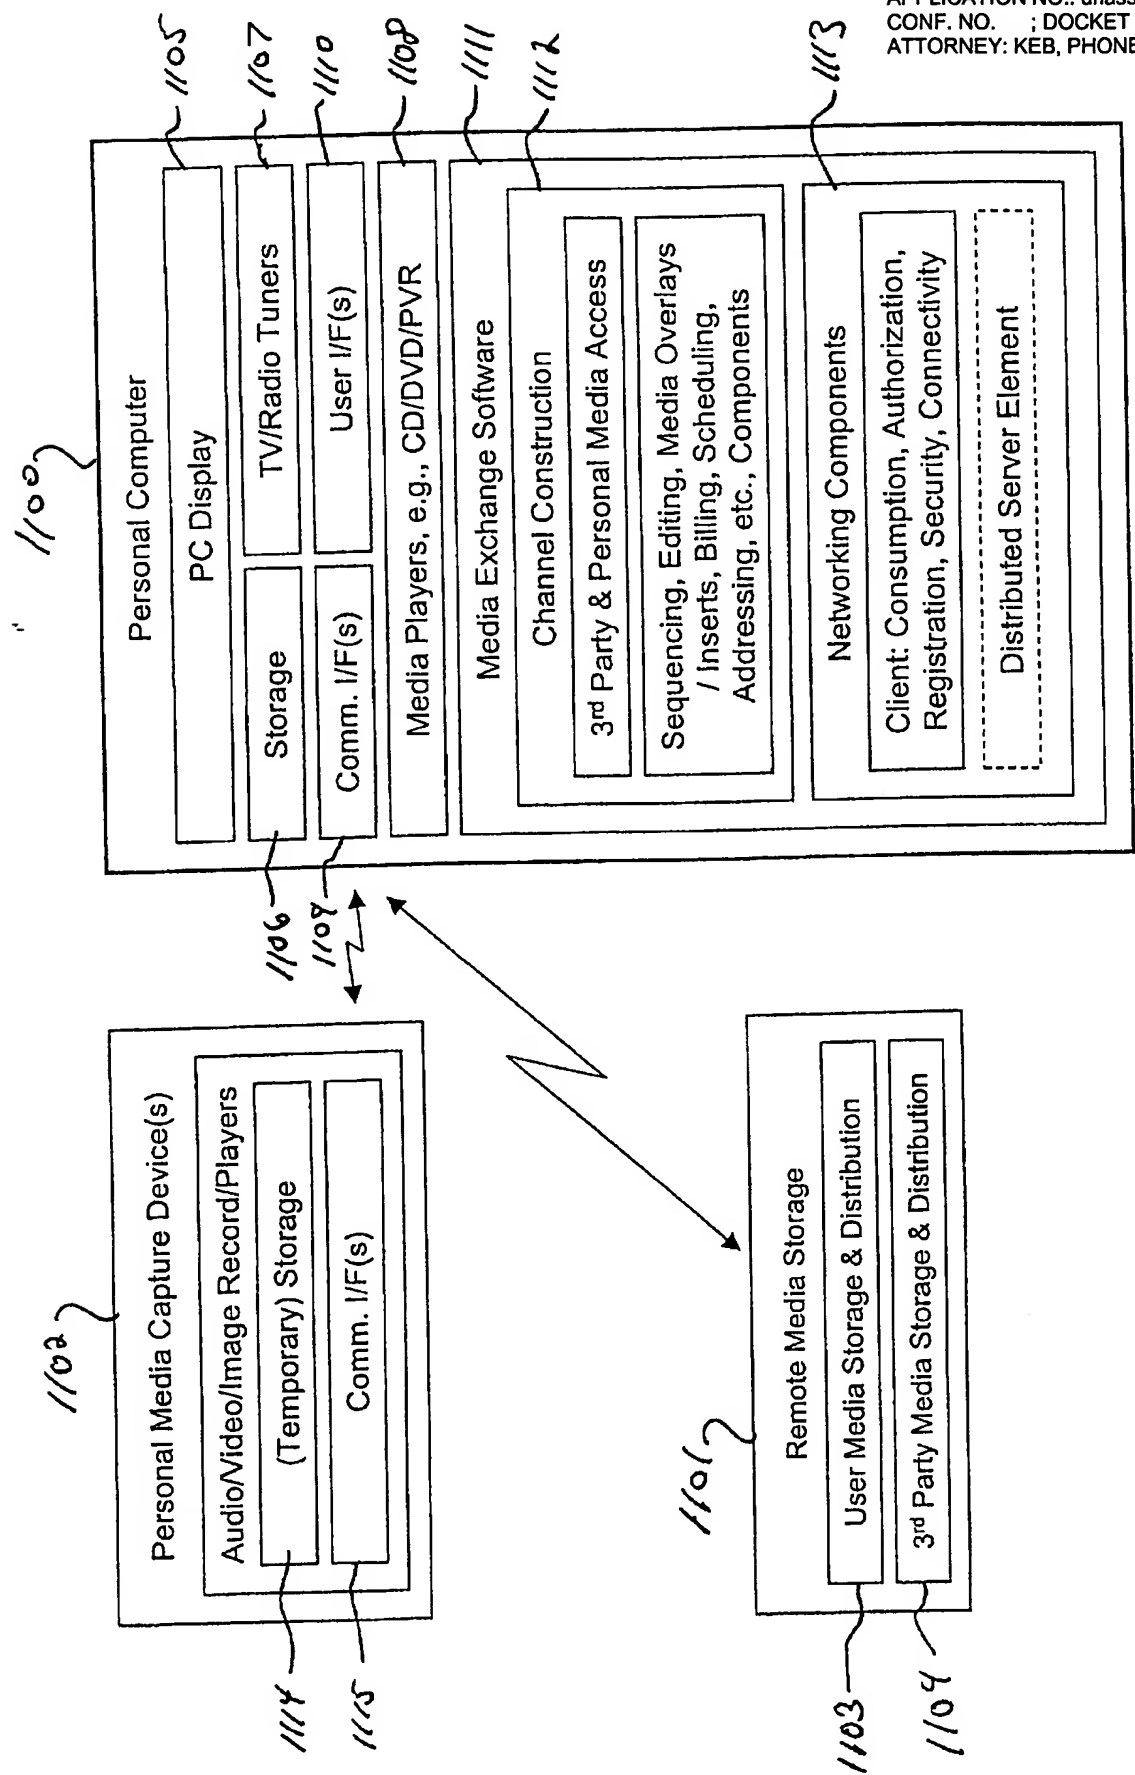 APPLICATION NO.: unass
CONF. NO. ; DOCKET
ATTORNEY: KEB, PHONE
1101
Remote Media Storage
User Media Storage & Distribution
1103
3rd Party Media Storage & Distribution
1104
1102
Personal Media Capture Device(s)
Audio/Video/Image Record/Players
(Temporary) Storage
1114
Comm. I/F(s)
1115
1100
Personal Computer
PC Display
1105
Storage
1106
TV/Radio Tuners
1107
Comm. I/F(s)
1109
User I/F(s)
1110
Media Players, e.g., CD/DVD/PVR
1108
Media Exchange Software
1111
Channel Construction
1112
3rd Party & Personal Media Access
Sequencing, Editing, Media Overlays
/ Inserts, Billing, Scheduling,
Addressing, etc., Components
Networking Components
1113
Client: Consumption, Authorization,
Registration, Security, Connectivity
Distributed Server Element